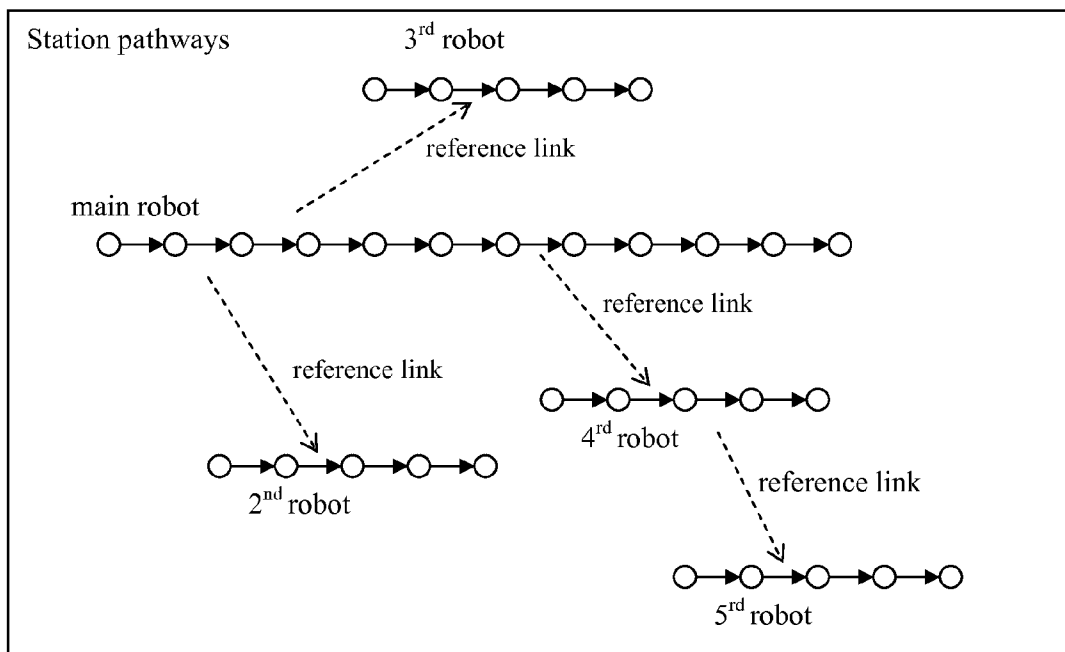 Station pathways
3rd robot
reference link
main robot
reference link
reference link
4rd robot
2nd robot
reference link
5rd robot